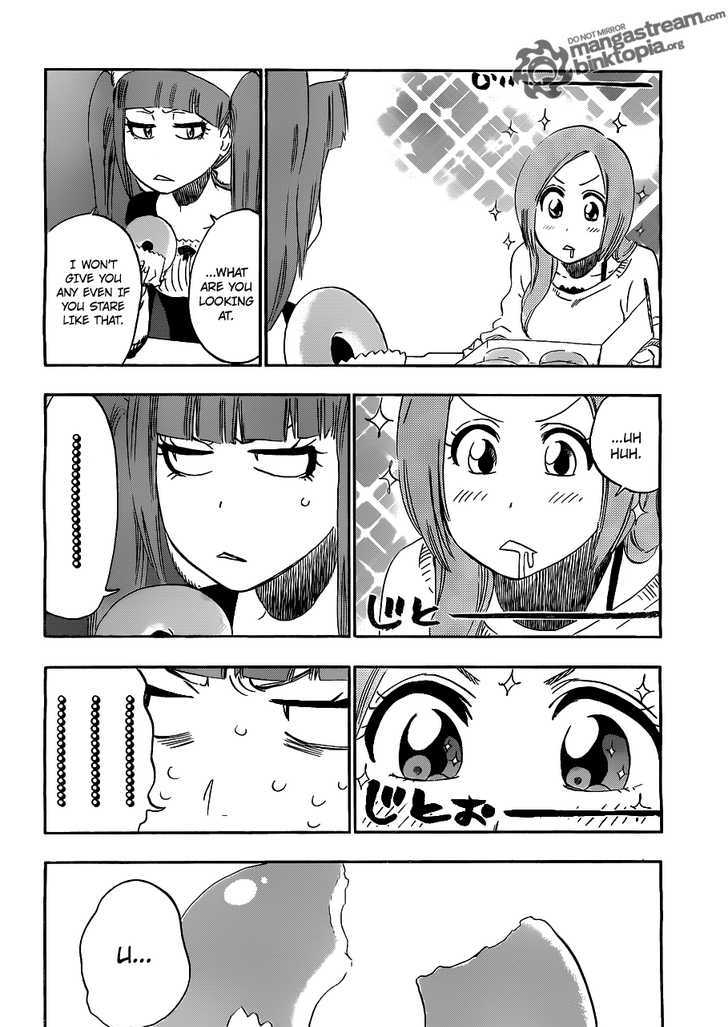 DO NOT MIRROR
mangastream.com
binktopia.org
...WHAT
ARE YOU
LOOKING
AT.
I WON'T
GIVE YOU
ANY EVEN IF
YOU STARE
LIKE THAT.
...UH
HUH.
じと
じとお
U...